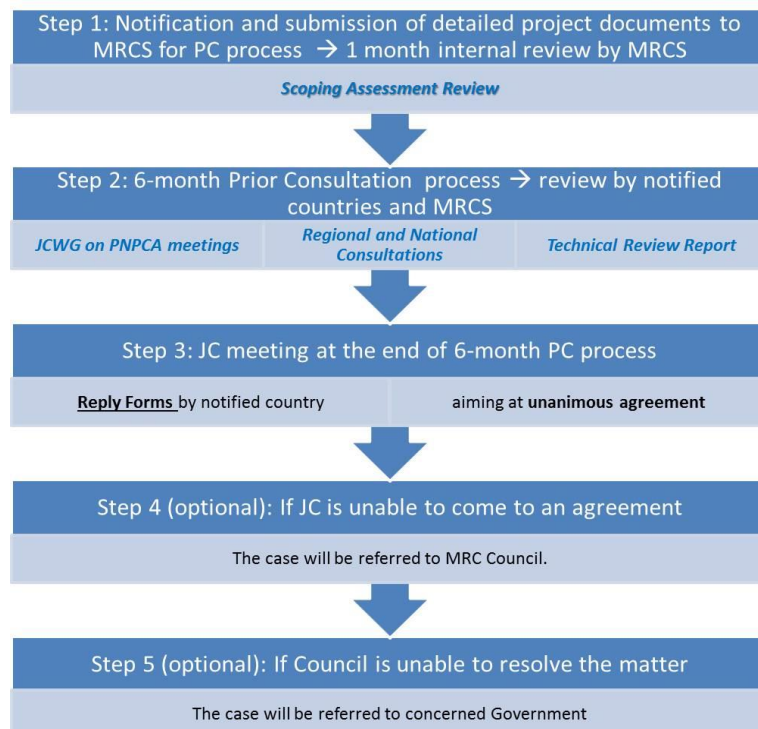 Step 1: Notification and submission of detailed project documents to
MRCS for PC process → 1 month internal review by MRCS
Scoping Assessment Review
Step 2: 6-month Prior Consultation process → review by notified
countries and MRCS
JCWG on PNPCA meetings
Regional and National
Consultations
Technical Review Report
Step 3: JC meeting at the end of 6-month PC process
Reply Forms by notified country
aiming at unanimous agreement
Step 4 (optional): If JC is unable to come to an agreement
The case will be referred to MRC Council.
Step 5 (optional): If Council is unable to resolve the matter
The case will be referred to concerned Government